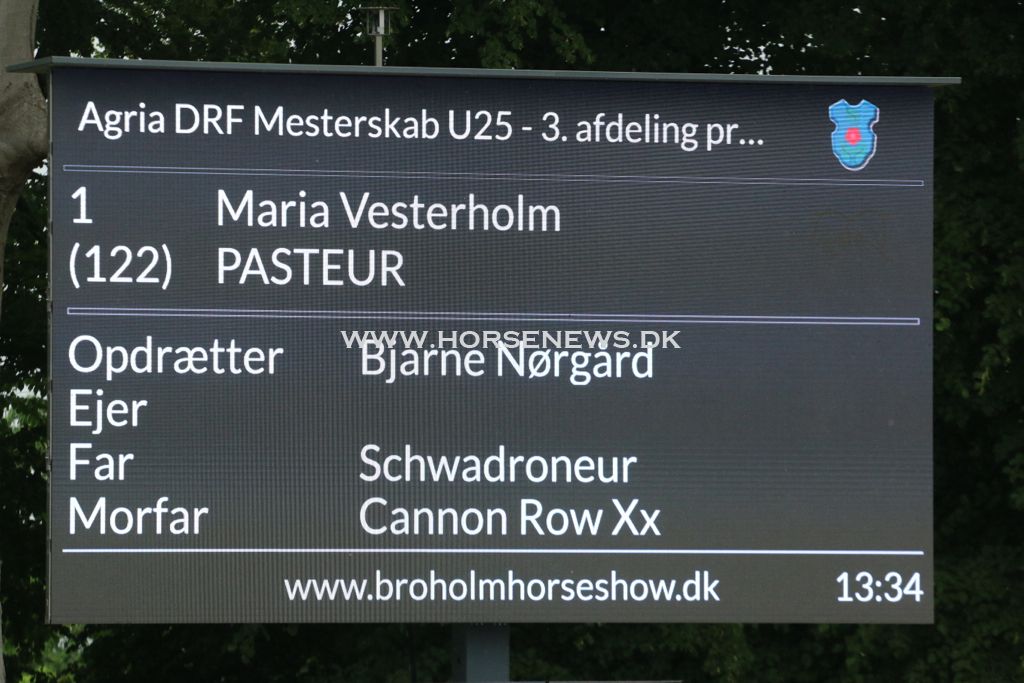 Agria DRF Mesterskab U25 - 3. afdeling pr...
1 Maria Vesterholm
(122) PASTEUR
WWW.HORSENEWS.DK
Opdrætter Bjarne Nørgård
Ejer
Far Schwadroneur
Morfar Cannon Row Xx
www.broholmhorseshow.dk 13:34